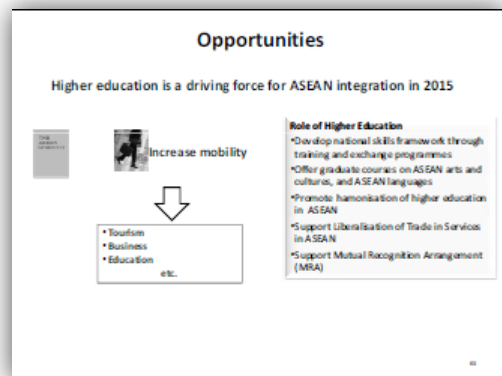 Opportunities
Higher education is a driving force for ASEAN integration in 2015
THE
Increase mobility
•Tourism
•Business
•Education
etc.
Role of Higher Education
•Develop national skills framework through
training and exchange programmes
•Offer graduate courses on ASEAN arts and
cultures, and ASEAN languages
•Promote hamonisation of higher education
in ASEAN
•Support Liberalisation of Trade in Services
in ASEAN
•Support Mutual Recognition Arrangement
(MRA)